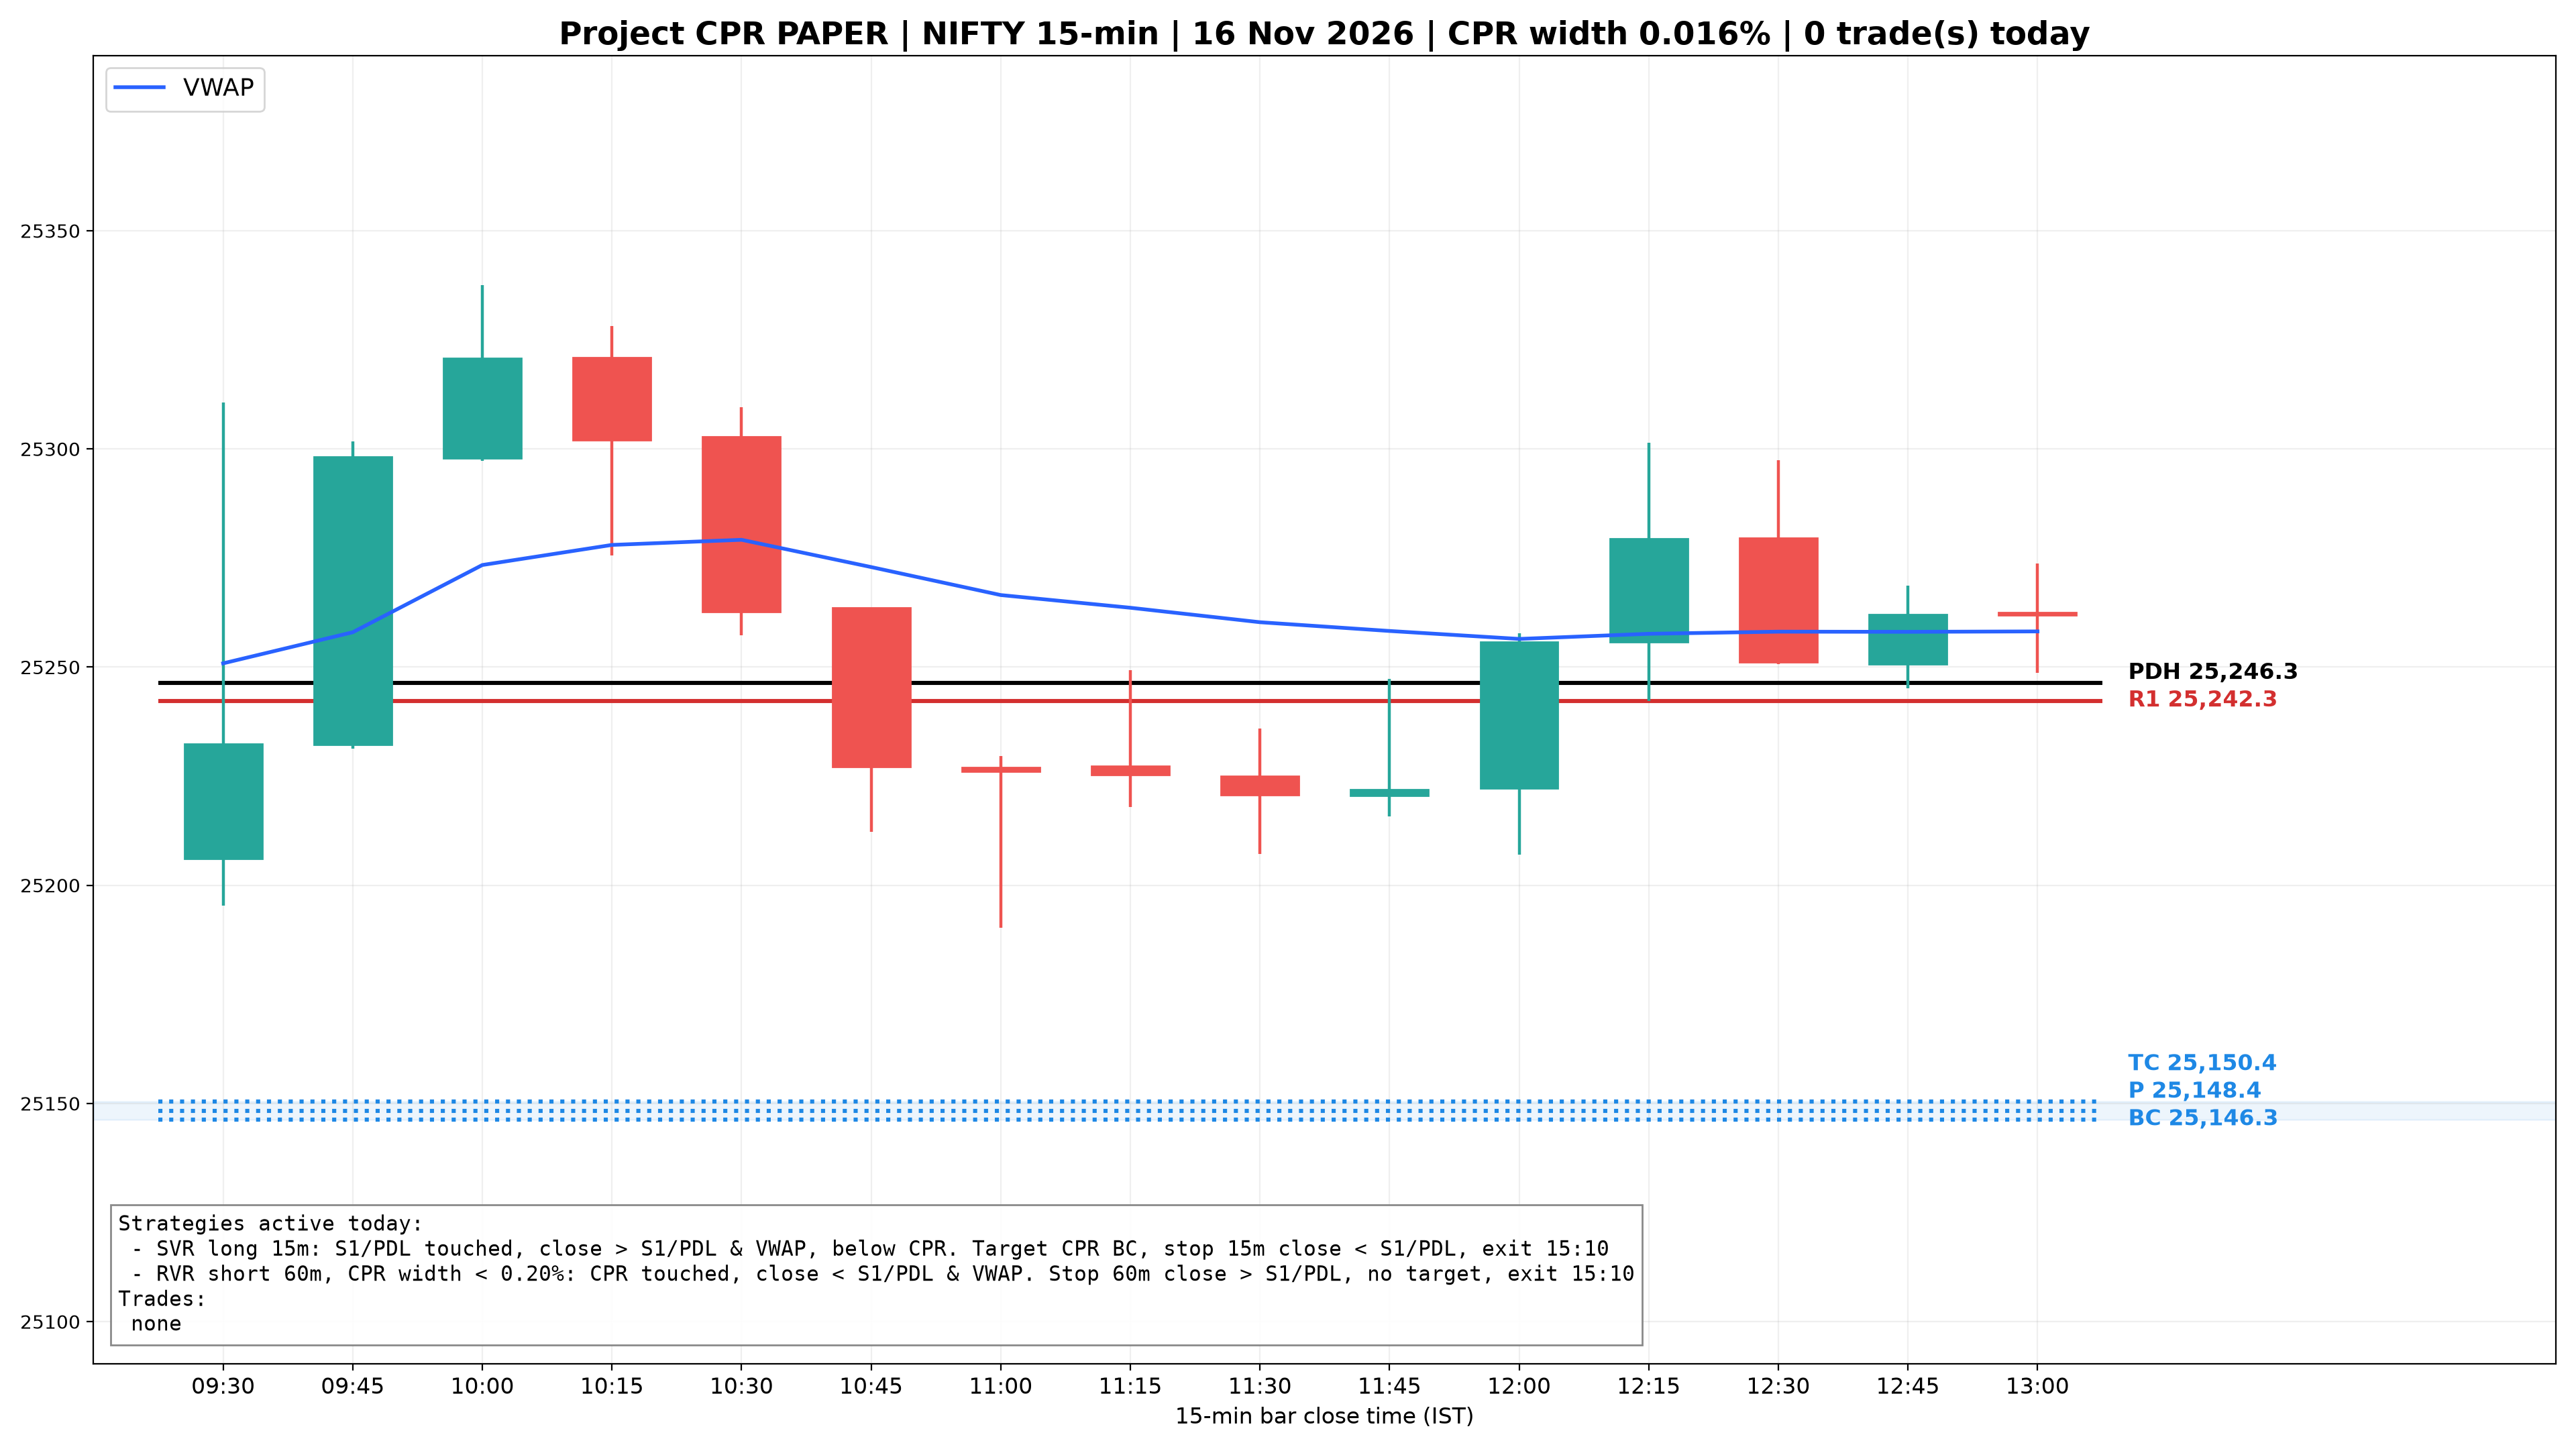 Project CPR PAPER | NIFTY 15-min | 16 Nov 2026 | CPR width 0.016% | 0 trade(s) today
VWAP
25350
25300
25250
25200
25150
25100
PDH 25,246.3
R1 25,242.3
TC 25,150.4
P 25,148.4
BC 25,146.3
Strategies active today:
- SVR long 15m: S1/PDL touched, close > S1/PDL & VWAP, below CPR. Target CPR BC, stop 15m close < S1/PDL, exit 15:10
- RVR short 60m, CPR width < 0.20%: CPR touched, close < S1/PDL & VWAP. Stop 60m close > S1/PDL, no target, exit 15:10
Trades:
none
09:30 09:45 10:00 10:15 10:30 10:45 11:00 11:15 11:30 11:45 12:00 12:15 12:30 12:45 13:00
15-min bar close time (IST)